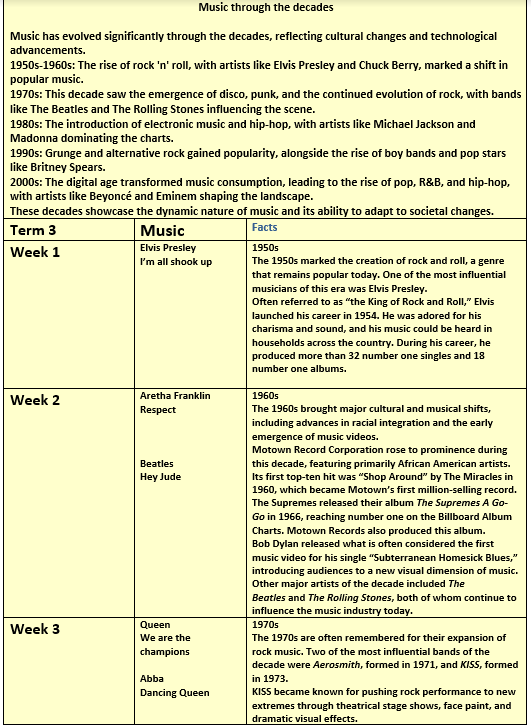 Music through the decades
Music has evolved significantly through the decades, reflecting cultural changes and technological
advancements.
1950s-1960s: The rise of rock 'n' roll, with artists like Elvis Presley and Chuck Berry, marked a shift in
popular music.
1970s: This decade saw the emergence of disco, punk, and the continued evolution of rock, with bands
like The Beatles and The Rolling Stones influencing the scene.
1980s: The introduction of electronic music and hip-hop, with artists like Michael Jackson and
Madonna dominating the charts.
1990s: Grunge and alternative rock gained popularity, alongside the rise of boy bands and pop stars
like Britney Spears.
2000s: The digital age transformed music consumption, leading to the rise of pop, R&B, and hip-hop,
with artists like Beyoncé and Eminem shaping the landscape.
These decades showcase the dynamic nature of music and its ability to adapt to societal changes.
Term 3
Music
Facts
Week 1
Elvis Presley
I'm all shook up
1950s
The 1950s marked the creation of rock and roll, a genre
that remains popular today. One of the most influential
musicians of this era was Elvis Presley.
Often referred to as “the King of Rock and Roll,” Elvis
launched his career in 1954. He was adored for his
charisma and sound, and his music could be heard in
households across the country. During his career, he
produced more than 32 number one singles and 18
number one albums.
Week 2
Aretha Franklin
Respect
Beatles
Hey Jude
1960s
The 1960s brought major cultural and musical shifts,
including advances in racial integration and the early
emergence of music videos.
Motown Record Corporation rose to prominence during
this decade, featuring primarily African American artists.
Its first top-ten hit was “Shop Around” by The Miracles in
1960, which became Motown’s first million-selling record.
The Supremes released their album The Supremes A Go-
Go in 1966, reaching number one on the Billboard Album
Charts. Motown Records also produced this album.
Bob Dylan released what is often considered the first
music video for his single “Subterranean Homesick Blues,”
introducing audiences to a new visual dimension of music.
Other major artists of the decade included The
Beatles and The Rolling Stones, both of whom continue to
influence the music industry today.
Week 3
Queen
We are the
champions
Abba
Dancing Queen
1970s
The 1970s are often remembered for their expansion of
rock music. Two of the most influential bands of the
decade were Aerosmith, formed in 1971, and KISS, formed
in 1973.
KISS became known for pushing rock performance to new
extremes through theatrical stage shows, face paint, and
dramatic visual effects.